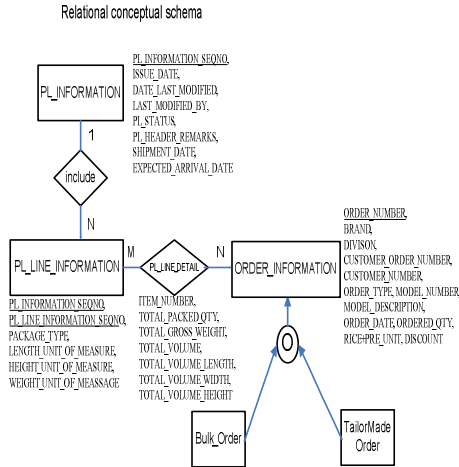 Relational conceptual schema
PL_INFORMATION
PL_INFORMATION_SEQNO,
ISSUE_DATE,
DATE_LAST_MODIFIED,
LAST_MODIFIED_BY,
PL_STATUS,
PL_HEADER_REMARKS,
SHIPMENT_DATE,
EXPECTED_ARRIVAL_DATE
1
include
N
PL_LINE_INFORMATION
M
PL_LINE_DETAIL
N
ORDER_INFORMATION
PL_INFORMATION_SEQNO,
PL_LINE_INFORMATION_SEQNO,
PACKAGE_TYPE,
LENGTH_UNIT_OF_MEASURE,
HEIGHT_UNIT_OF_MEASURE,
WEIGHT_UNIT_OF_MEASSAGE
ITEM_NUMBER,
TOTAL_PACKED_QTY,
TOTAL_GROSS_WEIGHT,
TOTAL_VOLUME,
TOTAL_VOLUME_LENGTH,
TOTAL_VOLUME_WIDTH,
TOTAL_VOLUME_HEIGHT
ORDER_NUMBER,
BRAND,
DIVISON,
CUSTOMER_ORDER_NUMBER,
CUSTOMER_NUMBER,
ORDER_TYPE, MODEL_NUMBER
MODEL_DESCRIPTION,
ORDER_DATE, ORDERED_QTY,
RICE+PRE_UNIT, DISCOUNT
O
Bulk_Order
TailorMade
Order